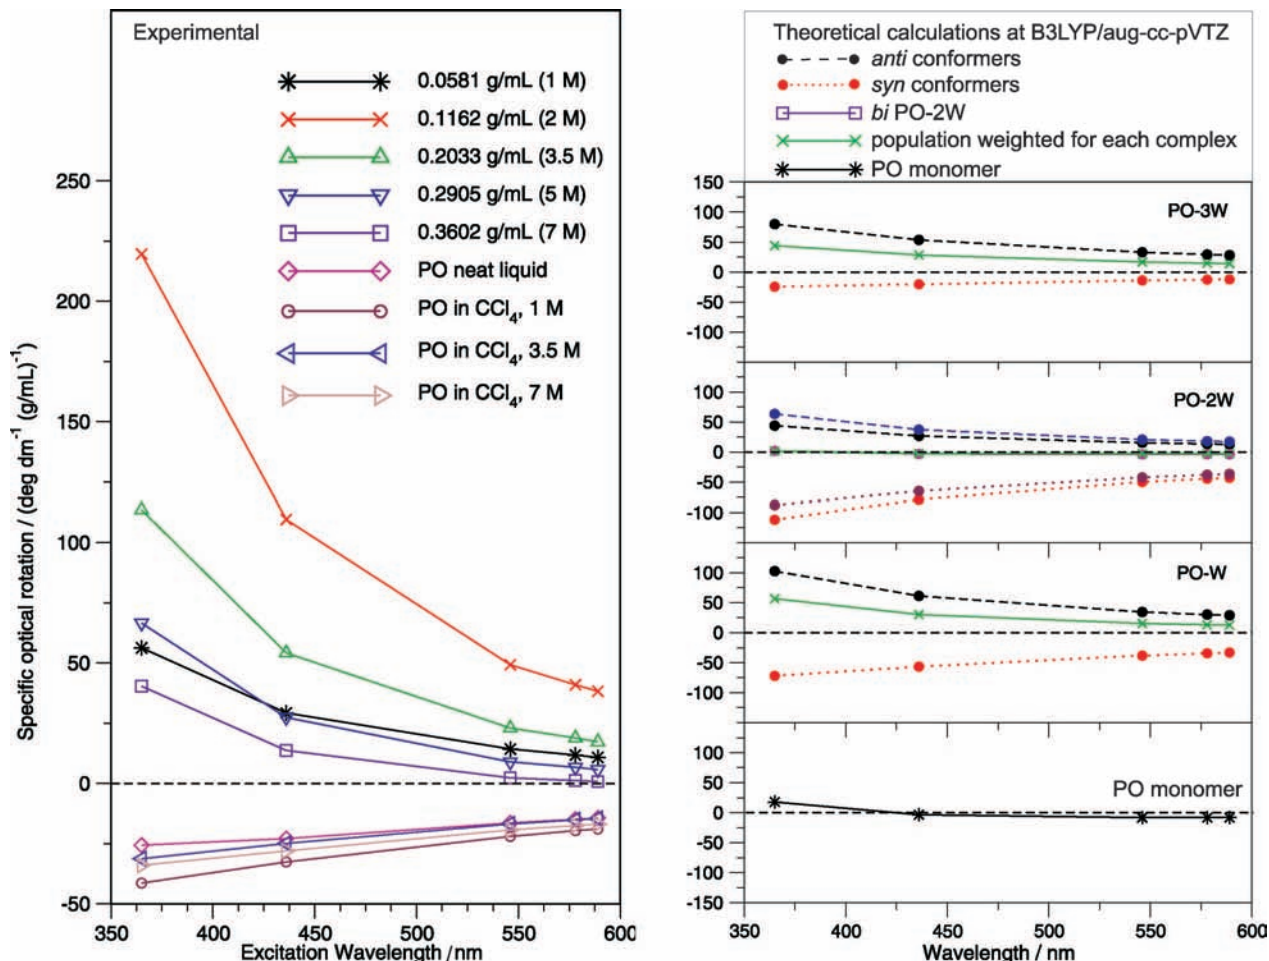 Experimental
0.0581 g/mL (1 M)
0.1162 g/mL (2 M)
0.2033 g/mL (3.5 M)
0.2905 g/mL (5 M)
0.3602 g/mL (7 M)
PO neat liquid
PO in CCl4, 1 M
PO in CCl4, 3.5 M
PO in CCl4, 7 M
250
200
150
100
50
0
-50
350 400 450 500 550 600
Specific optical rotation / (deg dm⁻¹ (g/mL)⁻¹)
Excitation Wavelength /nm
Theoretical calculations at B3LYP/aug-cc-pVTZ
anti conformers
syn conformers
bi PO-2W
population weighted for each complex
PO monomer
150
100
50
0
-50
-100
PO-3W
100
50
0
-50
-100
PO-2W
100
50
0
-50
-100
PO-W
100
50
0
-50
-100
-150
PO monomer
350 400 450 500 550 600
Wavelength / nm